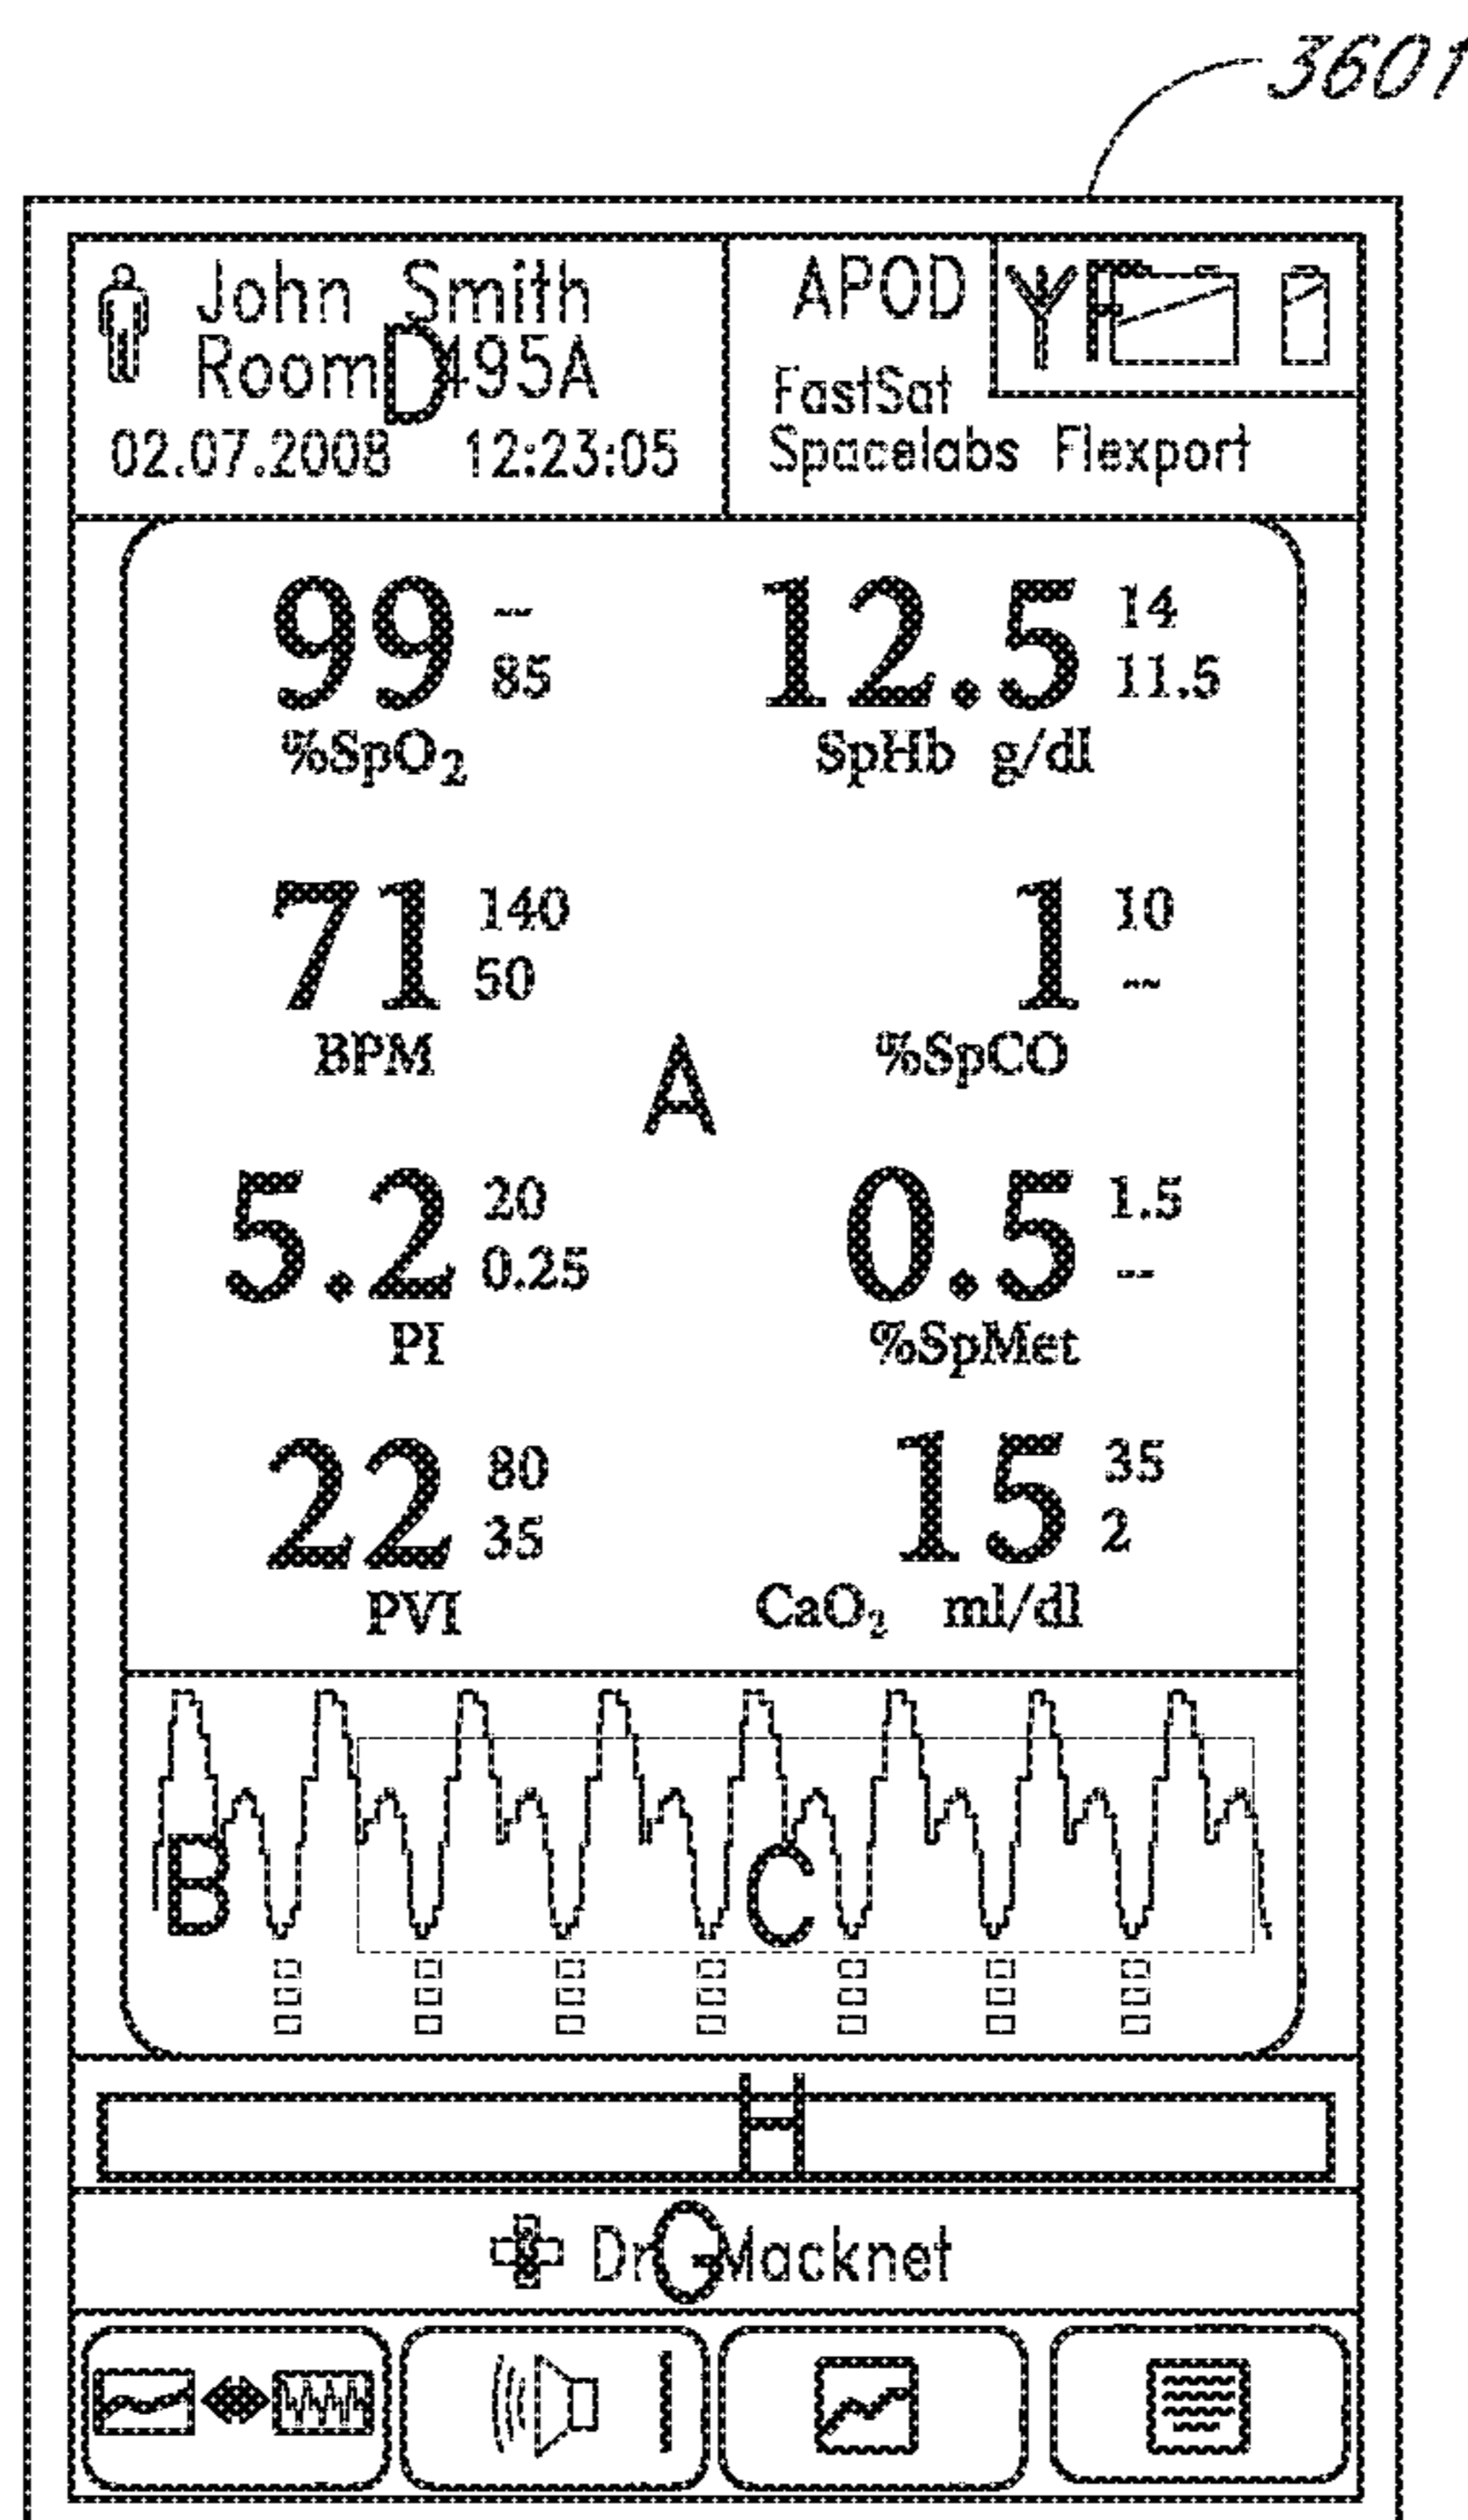 3601
John Smith
Room D 495A
02.07.2008 12:23:05
APOD
F
FastSat
Spacelabs Flexport
99 -- 85
%SpO₂
12.5 14 11.5
SpHb g/dl
71 140 50
BPM
1 10 --
%SpCO
A
5.2 20 0.25
PI
0.5 1.5 --
%SpMet
22 80 35
PVI
15 35 2
CaO₂ ml/dl
B C
H
Dr G Macknet
I